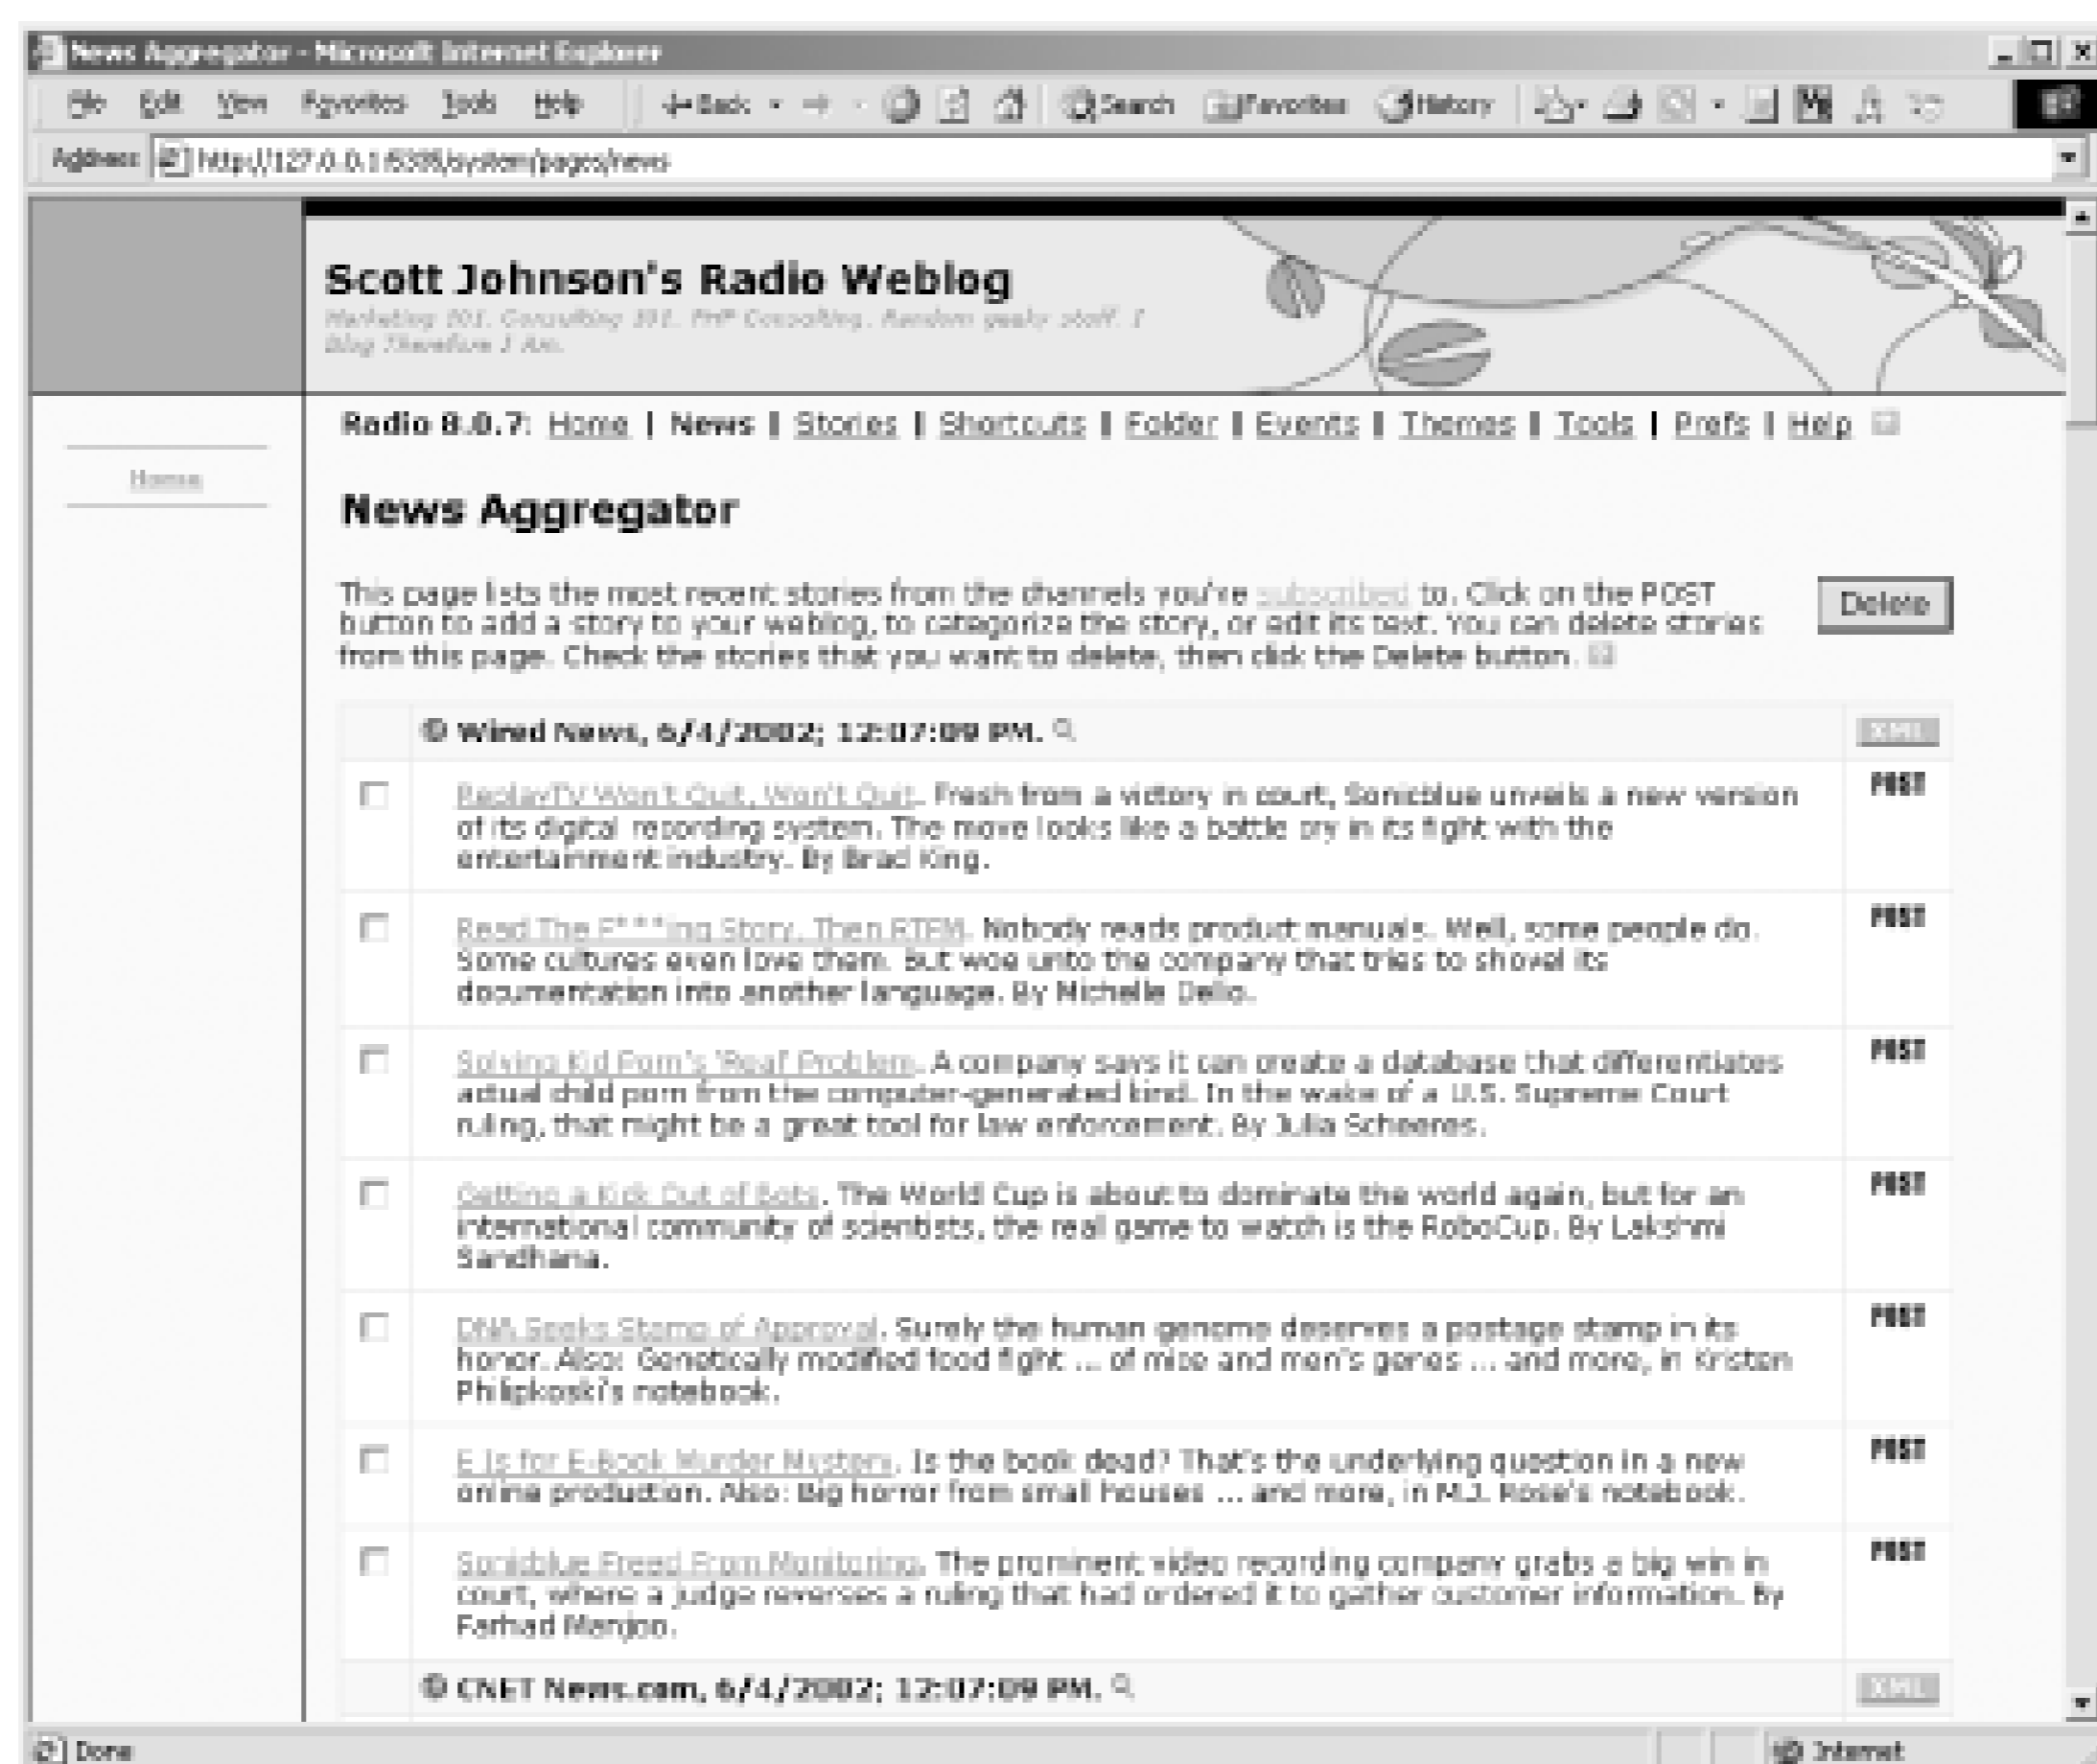 News Aggregator - Microsoft Internet Explorer
File Edit View Favorites Tools Help Back Search Favorites History
Address http://127.0.0.1:5335/system/pages/news
Scott Johnson's Radio Weblog
Marketing 101. Consulting 101. PHP Consulting. Random geeky stuff. I
Blog Therefore I Am.
Radio 8.0.7: Home | News | Stories | Shortcuts | Folder | Events | Themes | Tools | Prefs | Help
Home
News Aggregator
This page lists the most recent stories from the channels you've subscribed to. Click on the POST
button to add a story to your weblog, to categorize the story, or edit its text. You can delete stories
from this page. Check the stories that you want to delete, then click the Delete button.
Delete
© Wired News, 6/4/2002; 12:07:09 PM. XML
ReplayTV Won't Quit, Won't Quit. Fresh from a victory in court, Sonicblue unveils a new version POST
of its digital recording system. The move looks like a battle cry in its fight with the
entertainment industry. By Brad King.
Read The F***ing Story, Then RTFM. Nobody reads product manuals. Well, some people do. POST
Some cultures even love them. But woe unto the company that tries to shovel its
documentation into another language. By Michelle Delio.
Solving Kid Porn's 'Real' Problem. A company says it can create a database that differentiates POST
actual child porn from the computer-generated kind. In the wake of a U.S. Supreme Court
ruling, that might be a great tool for law enforcement. By Julia Scheeres.
Getting a Kick Out of Bots. The World Cup is about to dominate the world again, but for an POST
international community of scientists, the real game to watch is the RoboCup. By Lakshmi
Sandhana.
DNA Seeks Stamp of Approval. Surely the human genome deserves a postage stamp in its POST
honor. Also: Genetically modified food fight ... of mice and men's genes ... and more, in Kristen
Philipkoski's notebook.
E Is for E-Book Murder Mystery. Is the book dead? That's the underlying question in a new POST
online production. Also: Big horror from small houses ... and more, in M.J. Rose's notebook.
Sonicblue Freed From Monitoring. The prominent video recording company grabs a big win in POST
court, where a judge reverses a ruling that had ordered it to gather customer information. By
Farhad Manjoo.
© CNET News.com, 6/4/2002; 12:07:09 PM. XML
Done Internet